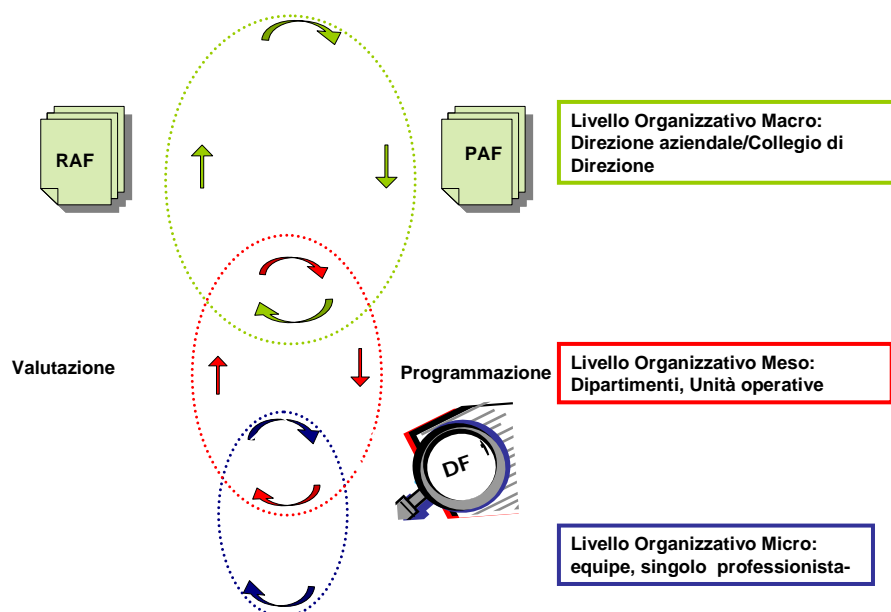 RAF
PAF
Livello Organizzativo Macro:
Direzione aziendale/Collegio di
Direzione
Valutazione
Programmazione
Livello Organizzativo Meso:
Dipartimenti, Unità operative
DF
Livello Organizzativo Micro:
equipe, singolo professionista-